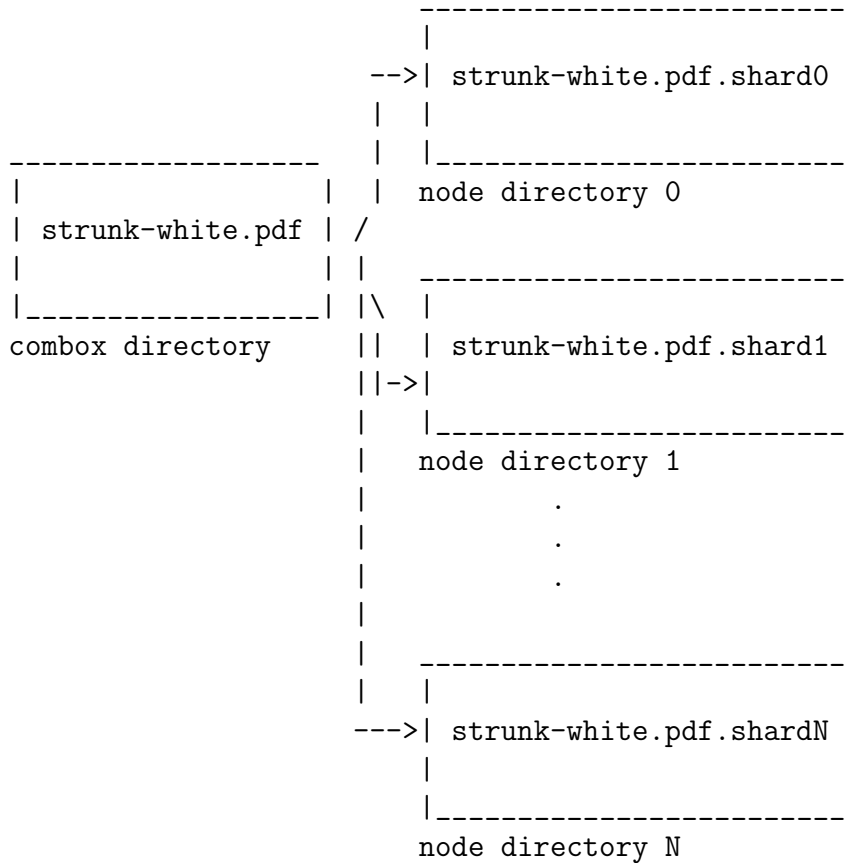 strunk-white.pdf.shard0
node directory 0
strunk-white.pdf
combox directory
strunk-white.pdf.shard1
node directory 1
.
.
.
strunk-white.pdf.shardN
node directory N